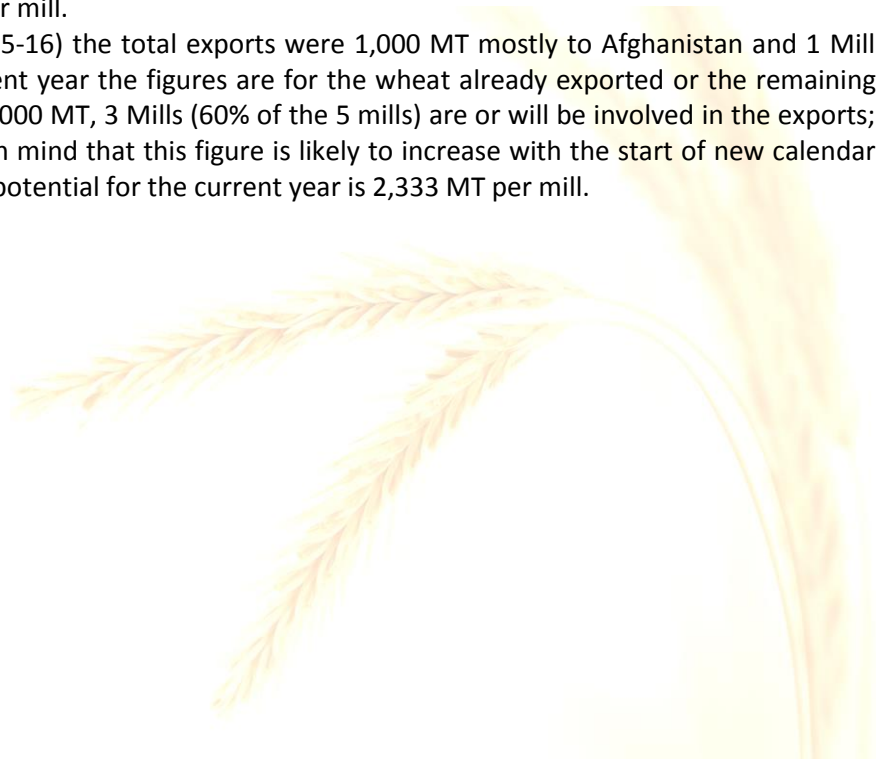 r mill.
5-16) the total exports were 1,000 MT mostly to Afghanistan and 1 Mill
ent year the figures are for the wheat already exported or the remaining
000 MT, 3 Mills (60% of the 5 mills) are or will be involved in the exports;
n mind that this figure is likely to increase with the start of new calendar
potential for the current year is 2,333 MT per mill.